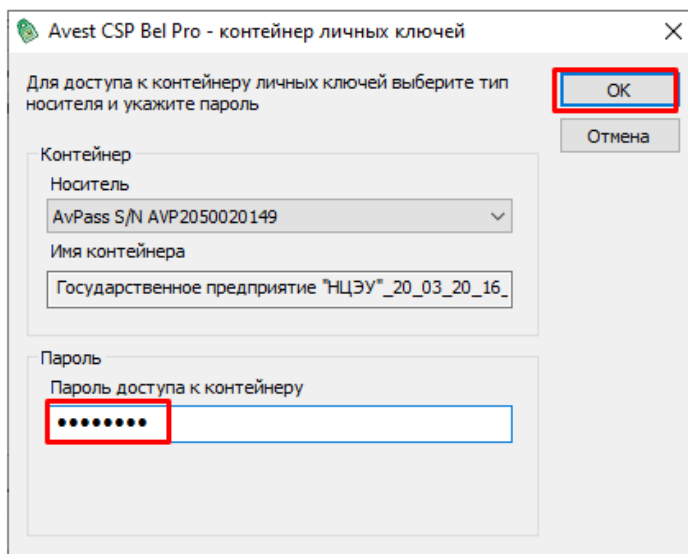 Avest CSP Bel Pro - контейнер личных ключей
Для доступа к контейнеру личных ключей выберите тип
носителя и укажите пароль
OK
Отмена
Контейнер
Носитель
AvPass S/N AVP2050020149
Имя контейнера
Государственное предприятие "НЦЭУ"_20_03_20_16_
Пароль
Пароль доступа к контейнеру
••••••••